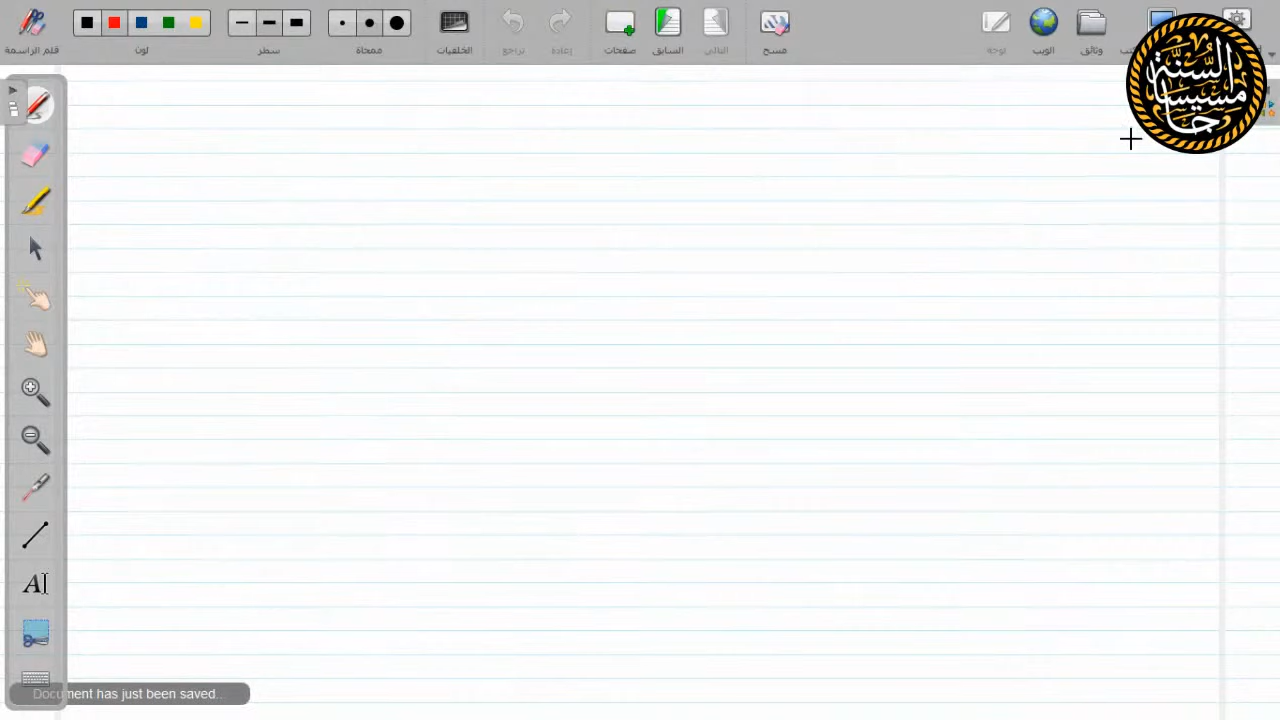 قلم الراسمة
لون
سطر
ممحاة
الخلفيات
تراجع
إعادة
صفحات
السابق
التالي
مسح
لوحة
الويب
وثائق
السنة
Document has just been saved...